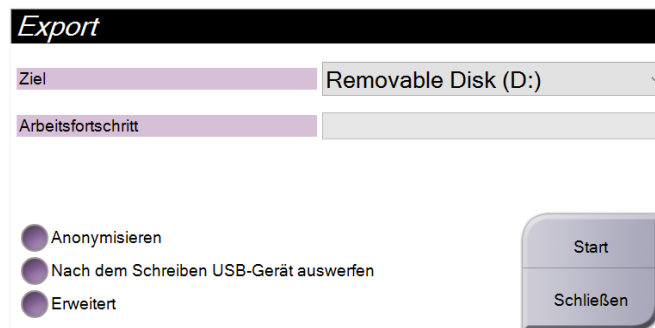 Export
Ziel
Removable Disk (D:)
Arbeitsfortschritt
Anonymisieren
Nach dem Schreiben USB-Gerät auswerfen
Erweitert
Start
Schließen